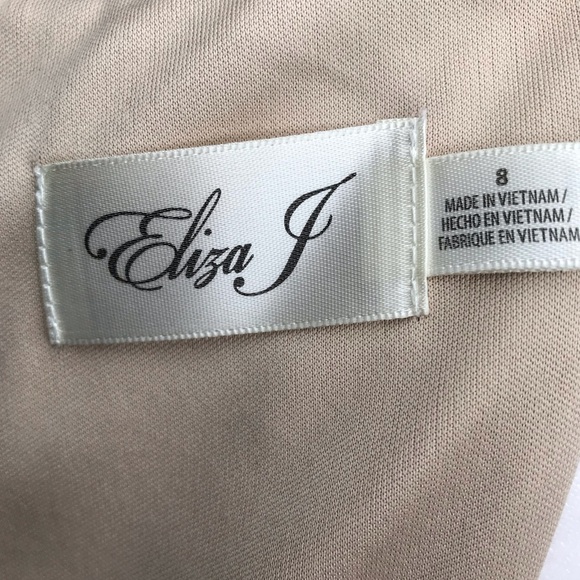 Eliza J
8
MADE IN VIETNAM/
HECHO EN VIETNAM/
FABRIQUE EN VIETNAM